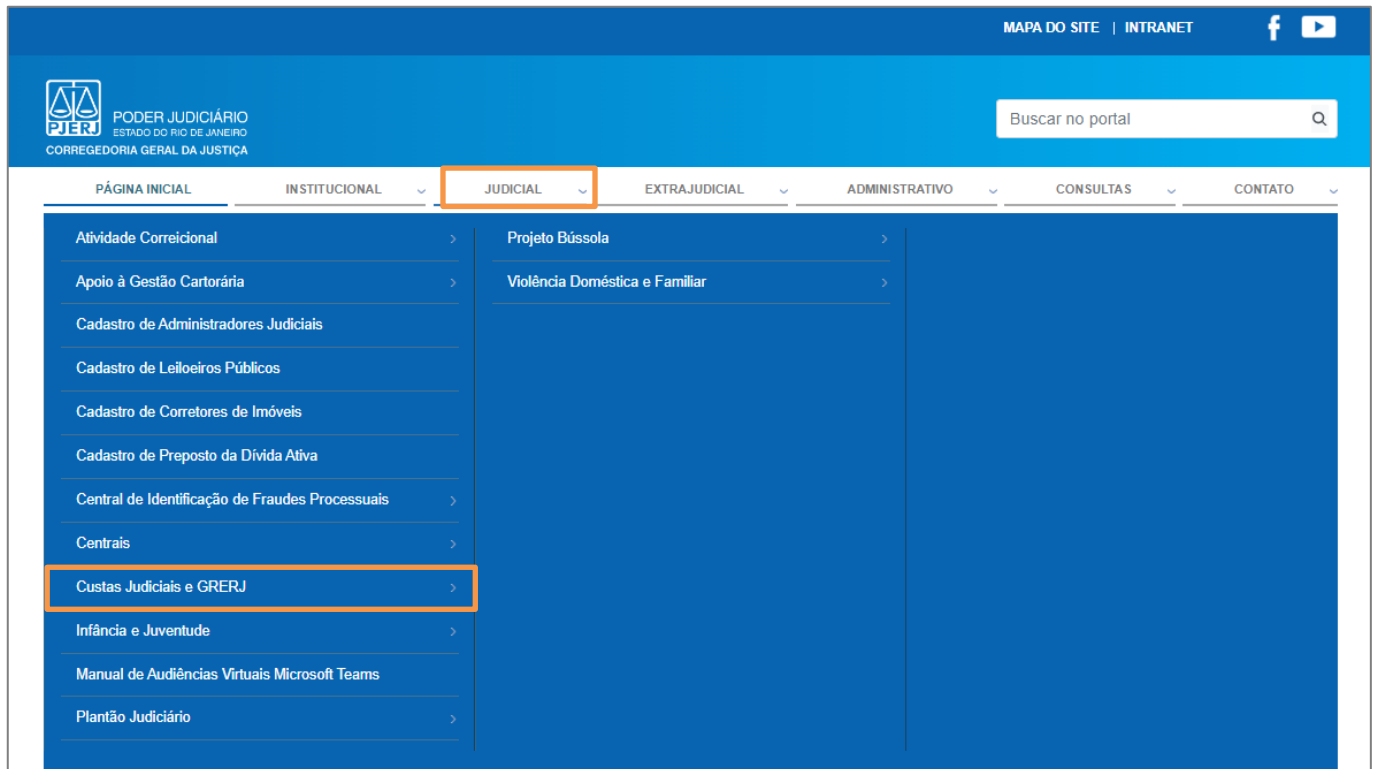 MAPA DO SITE | INTRANET
PJERJ
PODER JUDICIÁRIO
ESTADO DO RIO DE JANEIRO
CORREGEDORIA GERAL DA JUSTIÇA
Buscar no portal
PÁGINA INICIAL INSTITUCIONAL JUDICIAL EXTRAJUDICIAL ADMINISTRATIVO CONSULTAS CONTATO
Atividade Correicional
Apoio à Gestão Cartorária
Cadastro de Administradores Judiciais
Cadastro de Leiloeiros Públicos
Cadastro de Corretores de Imóveis
Cadastro de Preposto da Dívida Ativa
Central de Identificação de Fraudes Processuais
Centrais
Custas Judiciais e GRERJ
Infância e Juventude
Manual de Audiências Virtuais Microsoft Teams
Plantão Judiciário
Projeto Bússola
Violência Doméstica e Familiar